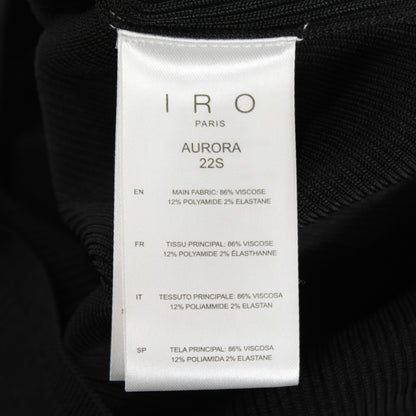 IRO
PARIS
AURORA
22S
EN MAIN FABRIC: 86% VISCOSE
12% POLYAMIDE 2% ELASTANE
FR TISSU PRINCIPAL: 86% VISCOSE
12% POLYAMIDE 2% ÉLASTHANNE
IT TESSUTO PRINCIPALE: 86% VISCOSA
12% POLIAMMIDE 2% ELASTAN
SP TELA PRINCIPAL: 86% VISCOSA
12% POLIAMIDA 2% ELASTANE